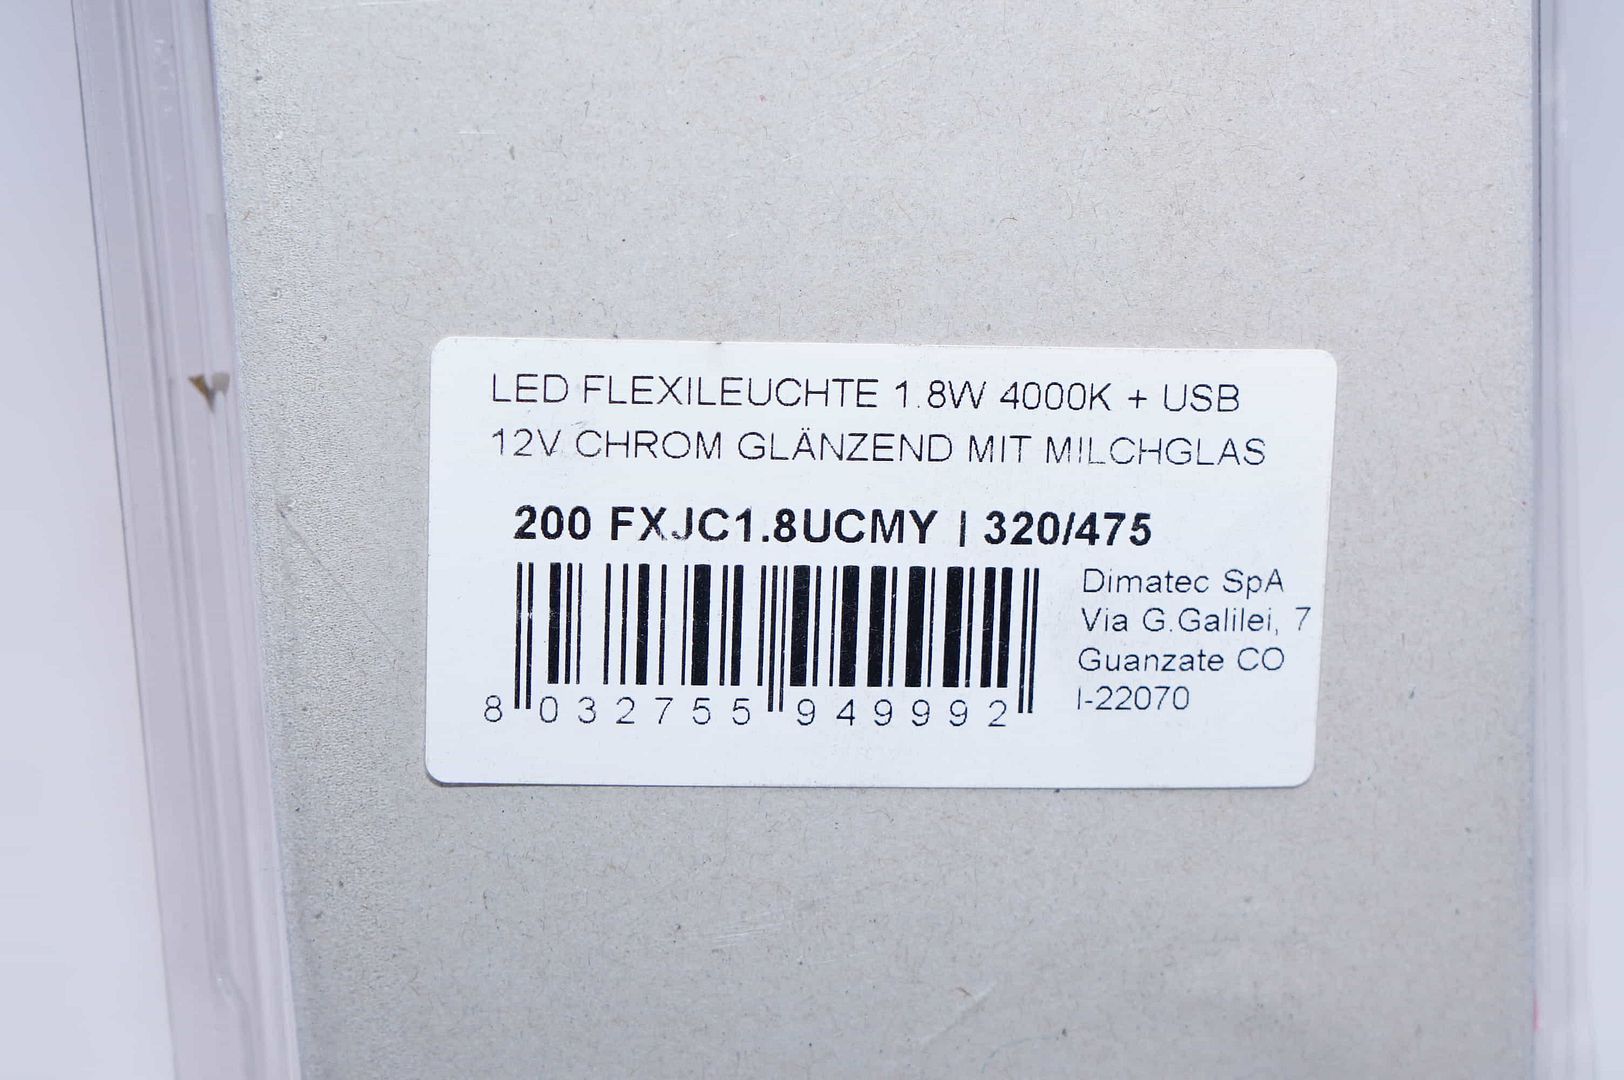 LED FLEXILEUCHTE 1.8W 4000K + USB
12V CHROM GLÄNZEND MIT MILCHGLAS
200 FXJC1.8UCMY | 320/475
Dimatec SpA
Via G.Galilei, 7
Guanzate CO
I-22070
8 032755 949992